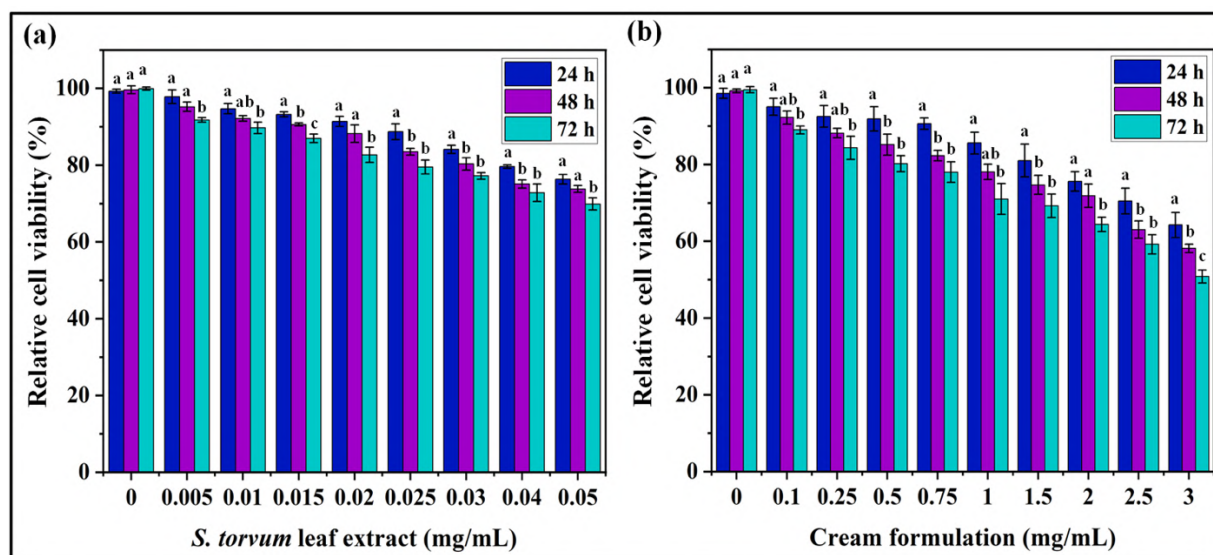 (a)
24 h
48 h
72 h
a a a a a b a ab b a b c a a b a b b a b b a b b a a b
100
80
60
40
20
0
Relative cell viability (%)
0 0.005 0.01 0.015 0.02 0.025 0.03 0.04 0.05
S. torvum leaf extract (mg/mL)
(b)
24 h
48 h
72 h
a a a a ab b a b b a b b a b b a ab b a b b a a b a b b a b c
100
80
60
40
20
0
Relative cell viability (%)
0 0.1 0.25 0.5 0.75 1 1.5 2 2.5 3
Cream formulation (mg/mL)